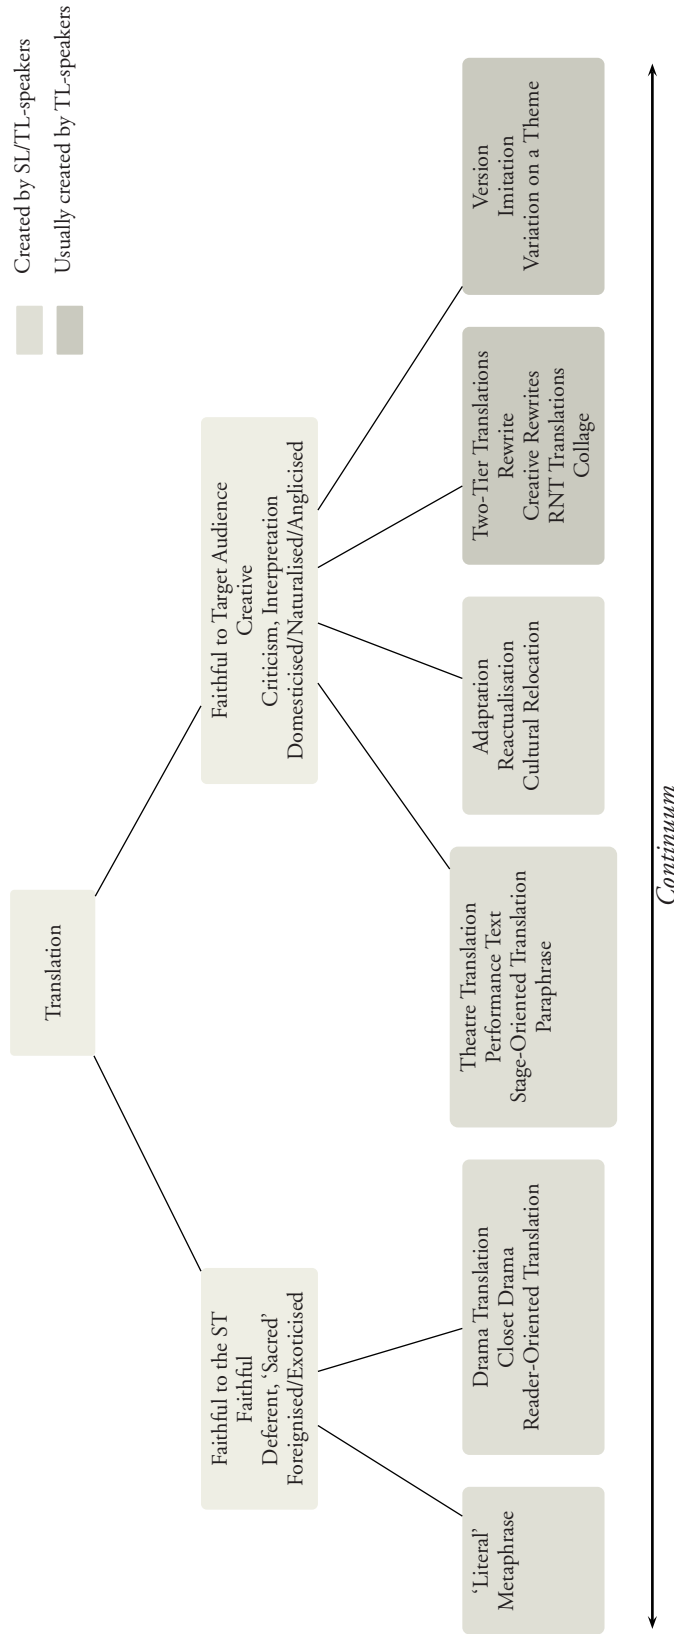 Created by SL/TL-speakers
Usually created by TL-speakers
Translation
Faithful to the ST
Faithful
Deferent, ‘Sacred’
Foreignised/Exoticised
Faithful to Target Audience
Creative
Criticism, Interpretation
Domesticised/Naturalised/Anglicised
‘Literal’
Metaphrase
Drama Translation
Closet Drama
Reader-Oriented Translation
Theatre Translation
Performance Text
Stage-Oriented Translation
Paraphrase
Adaptation
Reactualisation
Cultural Relocation
Two-Tier Translations
Rewrite
Creative Rewrites
RNT Translations
Collage
Version
Imitation
Variation on a Theme
Continuum